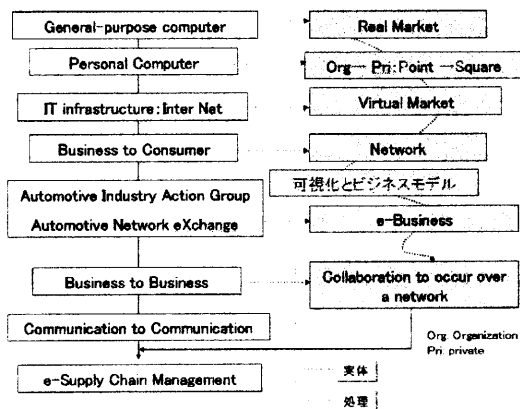 General-purpose computer
Personal Computer
IT infrastructure:Inter Net
Business to Consumer
Automotive Industry Action Group
Automotive Network eXchange
Business to Business
Communication to Communication
e-Supply Chain Management
Real Market
Org→ Pri:Point →Square
Virtual Market
Network
可視化とビジネスモデル
e-Business
Collaboration to occur over
a network
Org. Organization
Pri: private
実体
処理